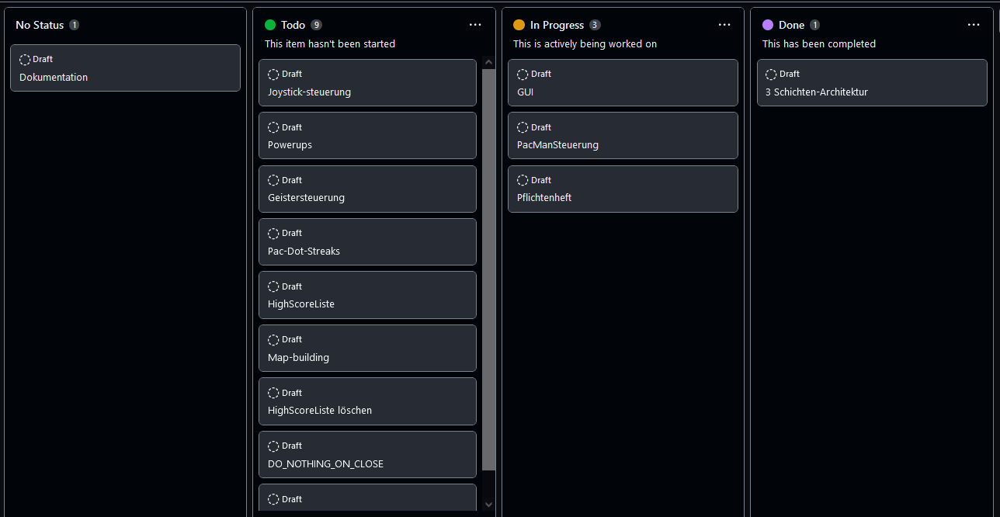 No Status 1
Draft
Dokumentation
Todo 9
This item hasn't been started
Draft
Joystick-steuerung
Draft
Powerups
Draft
Geistersteuerung
Draft
Pac-Dot-Streaks
Draft
HighScoreListe
Draft
Map-building
Draft
HighScoreListe löschen
Draft
DO_NOTHING_ON_CLOSE
Draft
In Progress 3
This is actively being worked on
Draft
GUI
Draft
PacManSteuerung
Draft
Pflichtenheft
Done 1
This has been completed
Draft
3 Schichten-Architektur